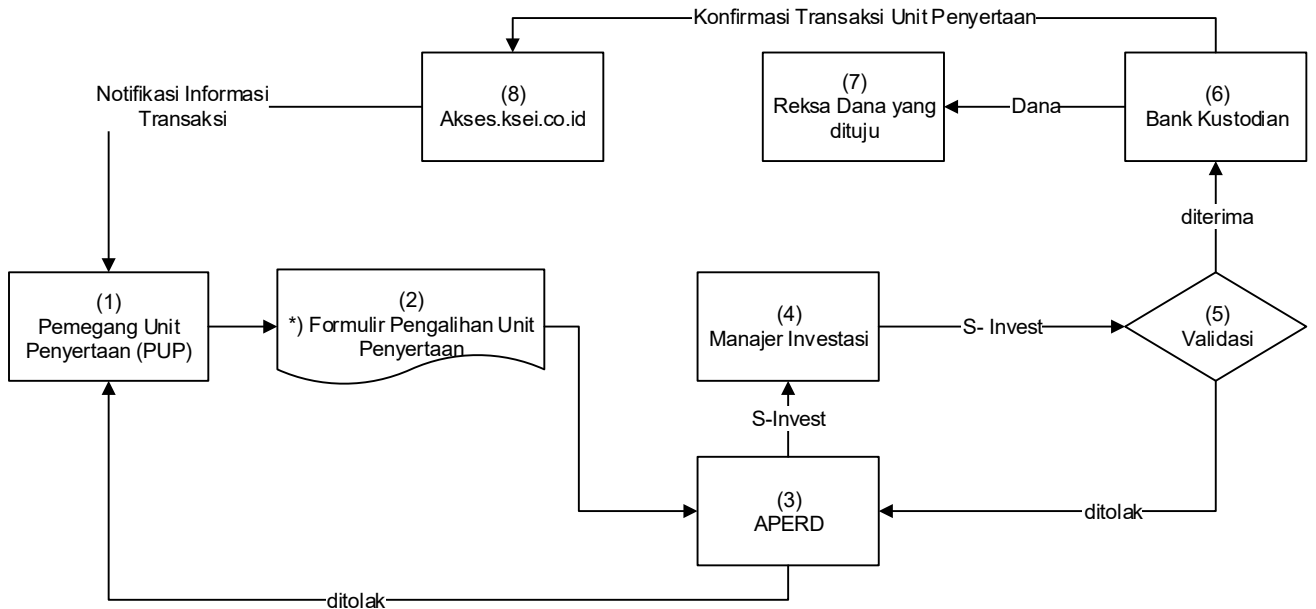 Konfirmasi Transaksi Unit Penyertaan
Notifikasi Informasi
Transaksi
(8)
Akses.ksei.co.id
(7)
Reksa Dana yang
dituju
Dana
(6)
Bank Kustodian
diterima
(1)
Pemegang Unit
Penyertaan (PUP)
(2)
*) Formulir Pengalihan Unit
Penyertaan
(4)
Manajer Investasi
S- Invest
(5)
Validasi
S-Invest
(3)
APERD
ditolak
ditolak